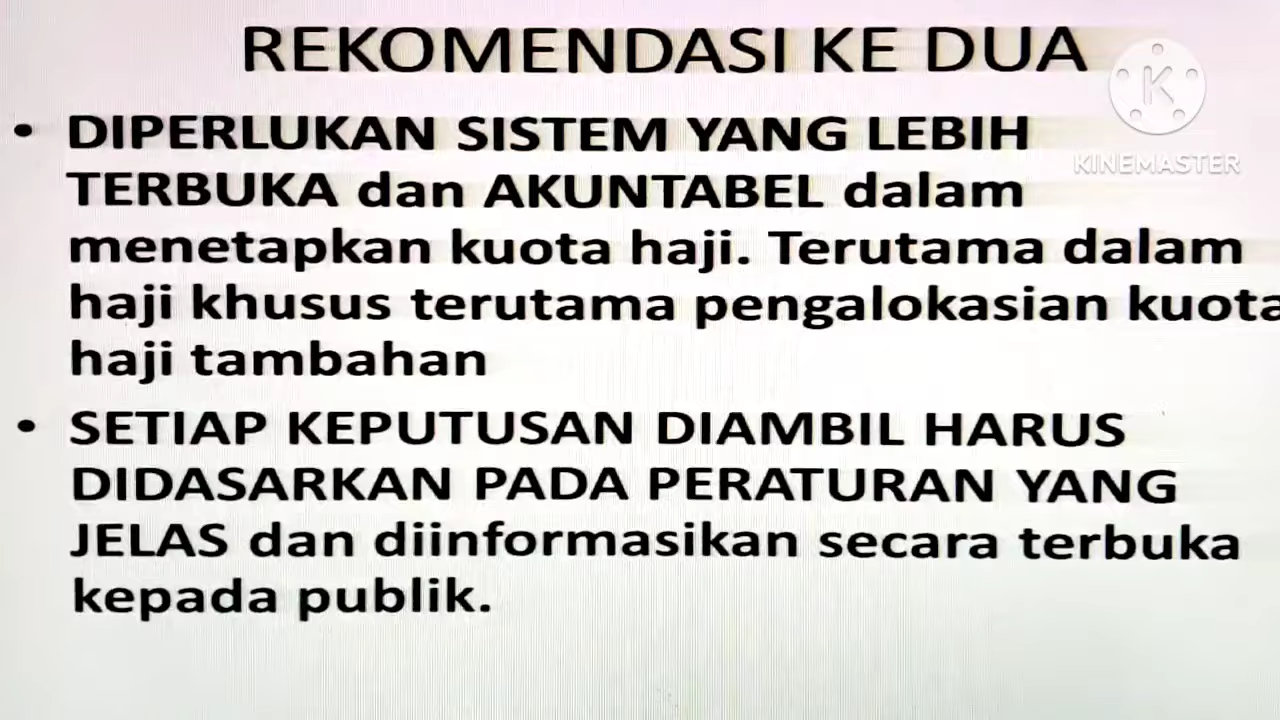 REKOMENDASI KE DUA
K
KINEMASTER
• DIPERLUKAN SISTEM YANG LEBIH
TERBUKA dan AKUNTABEL dalam
menetapkan kuota haji. Terutama dalam
haji khusus terutama pengalokasian kuota
haji tambahan
• SETIAP KEPUTUSAN DIAMBIL HARUS
DIDASARKAN PADA PERATURAN YANG
JELAS dan diinformasikan secara terbuka
kepada publik.